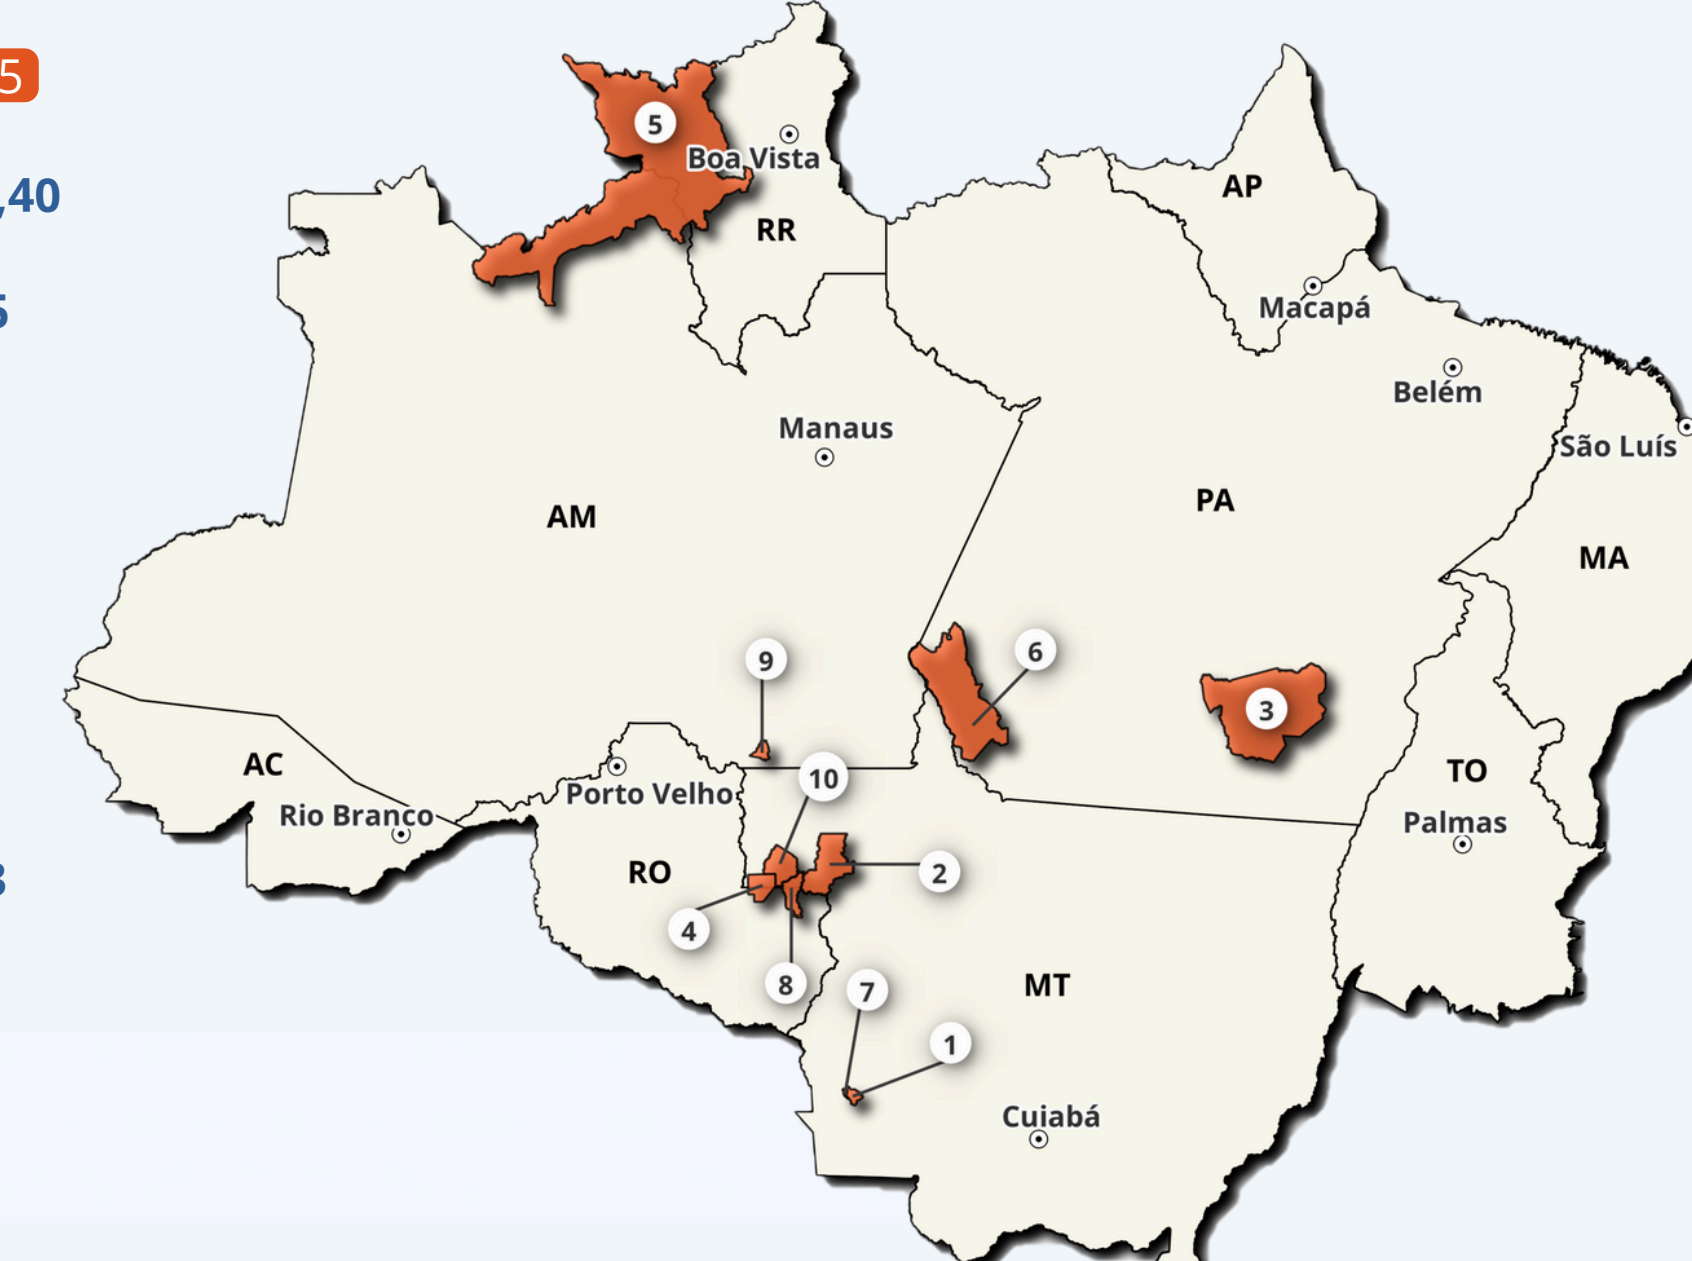 5
5
Boa Vista
,40
AP
RR
Macapá
5
Belém
Manaus
São Luís
PA
AM
MA
6
9
3
AC
10
TO
Porto Velho
Rio Branco
Palmas
RO
2
3
4
8
7
MT
1
Cuiabá